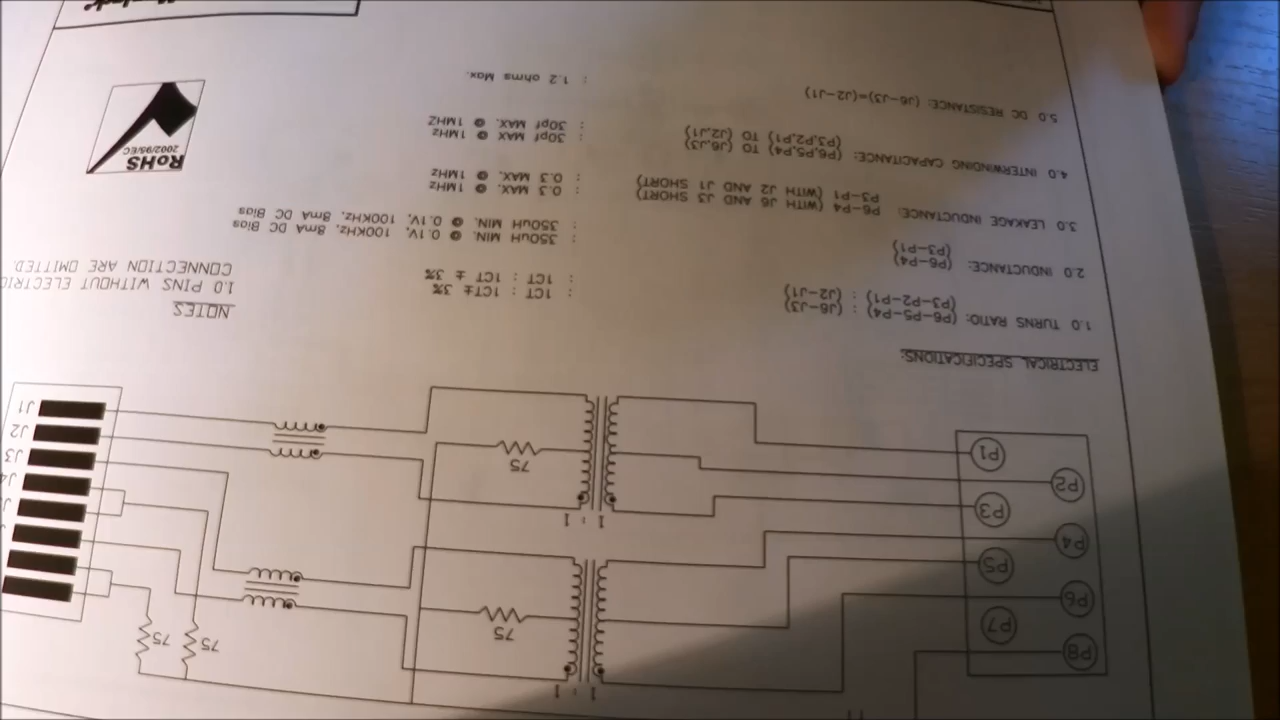 1 : 1
P8
75
75
P7
75
P6
P5
P4
1 : 1
P3
75
P2
P1
J3
J2
J1
ELECTRICAL SPECIFICATIONS:
1.0 TURNS RATIO: (P6-P5-P4) : (J6-J3) : 1CT : 1CT± 3%
(P3-P2-P1) : (J2-J1) : 1CT : 1CT ± 3%
2.0 INDUCTANCE: (P6-P4) : 350uH MIN. @ 0.1V, 100KHz, 8mA DC Bias
(P3-P1) : 350uH MIN. @ 0.1V, 100KHz, 8mA DC Bias
3.0 LEAKAGE INDUCTANCE: P6-P4 (WITH J6 AND J3 SHORT) : 0.3 MAX. @ 1MHz
P3-P1 (WITH J2 AND J1 SHORT) : 0.3 MAX. @ 1MHz
4.0 INTERWINDING CAPACITANCE: (P6,P5,P4) TO (J6,J3) : 30pf MAX @ 1MHz
(P3,P2,P1) TO (J2,J1) : 30pf MAX. @ 1MHZ
5.0 DC RESISTANCE: (J6-J3)=(J2-J1) : 1.2 ohms Max.
NOTES
1.0 PINS WITHOUT
CONNECTION ARE OMITTED.
RoHS
2002/95/EC